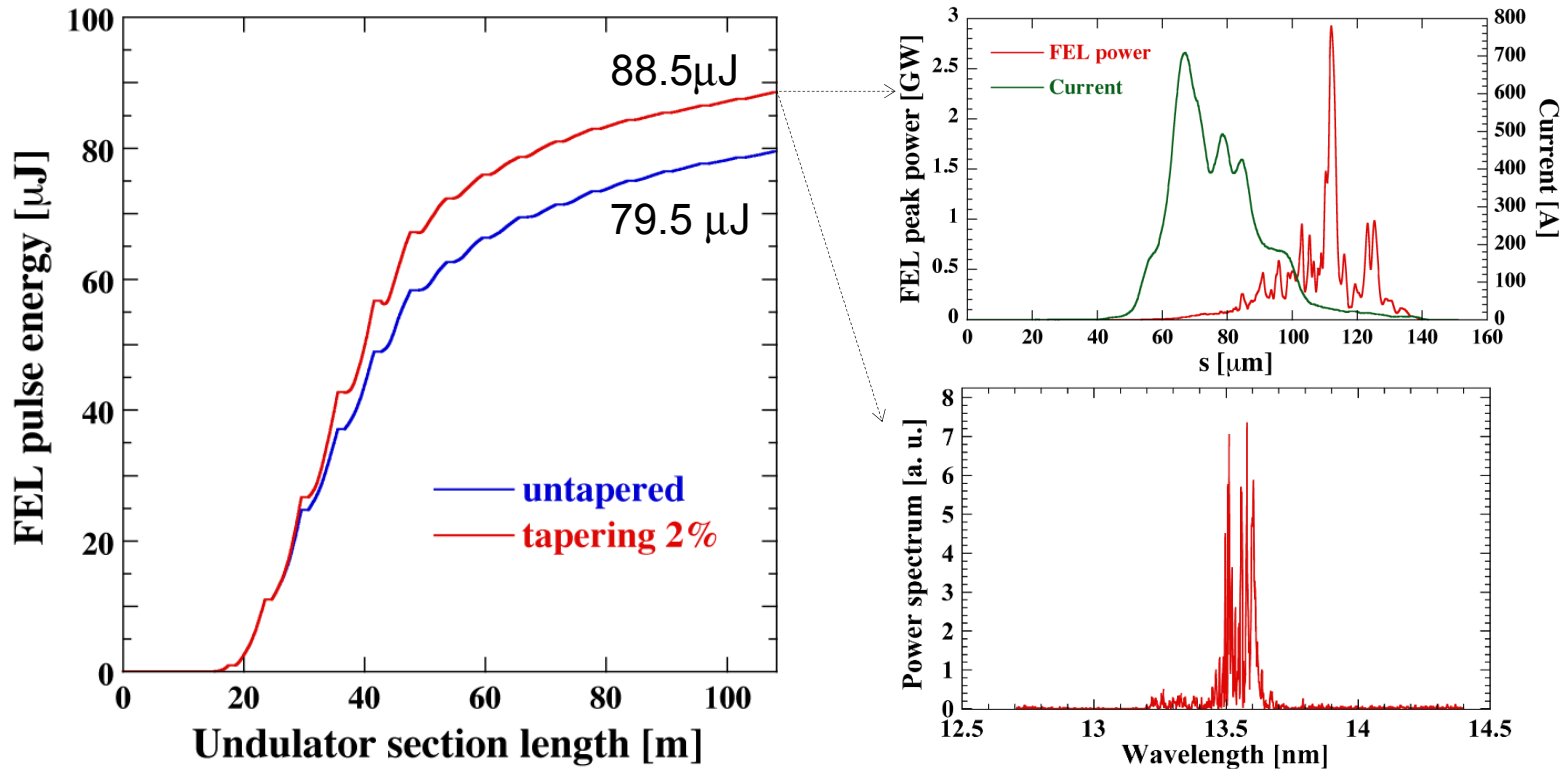 FEL pulse energy [μJ]
100
80
60
40
20
0
88.5μJ
79.5 μJ
untapered
tapering 2%
0 20 40 60 80 100
Undulator section length [m]
FEL peak power [GW]
3
2.5
2
1.5
1
0.5
0
FEL power
Current
800
700
600
500
400
300
200
100
0
Current [A]
0 20 40 60 80 100 120 140 160
s [μm]
Power spectrum [a. u.]
8
7
6
5
4
3
2
1
0
12.5 13 13.5 14 14.5
Wavelength [nm]